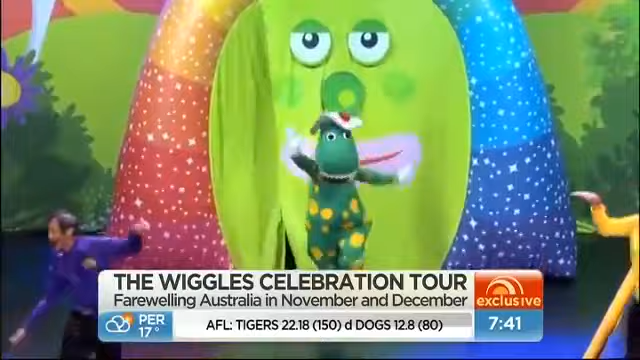 THE WIGGLES CELEBRATION TOUR
Farewelling Australia in November and December
exclusive
PER
17°
AFL: TIGERS 22.18 (150) d DOGS 12.8 (80)
7:41